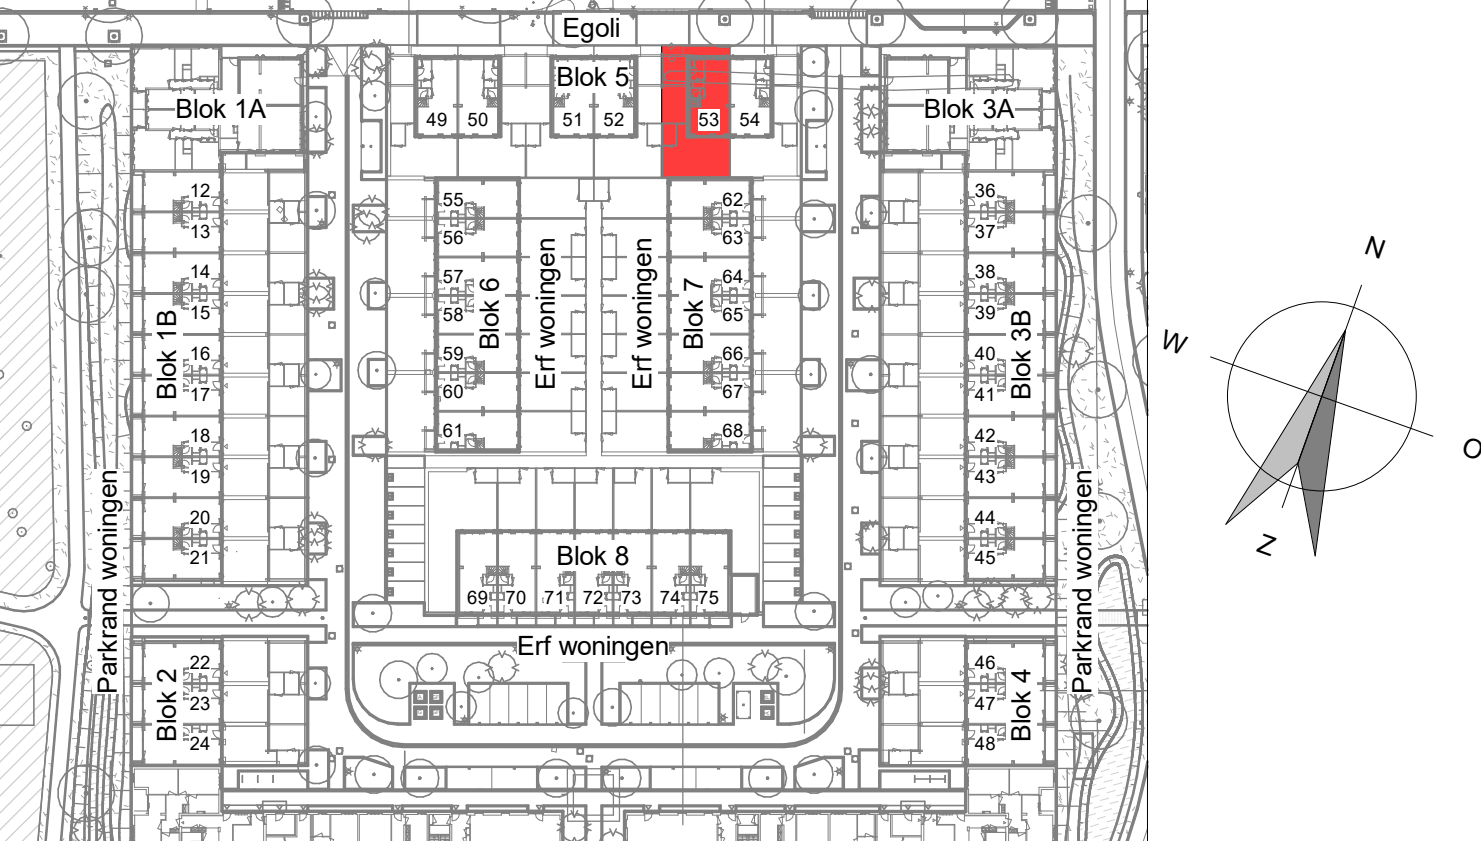 Egoli
Blok 5
Blok 1A
Blok 3A
49
50
51
52
53
54
12
13
14
15
16
17
18
19
20
21
Blok 1B
Parkrand woningen
55
56
57
58
59
60
61
Blok 6
Erf woningen
Erf woningen
Blok 7
62
63
64
65
66
67
68
36
37
38
39
40
41
42
43
44
45
Blok 3B
Parkrand woningen
Blok 8
69
70
71
72
73
74
75
Erf woningen
22
23
24
Blok 2
46
47
48
Blok 4
N
W
O
Z